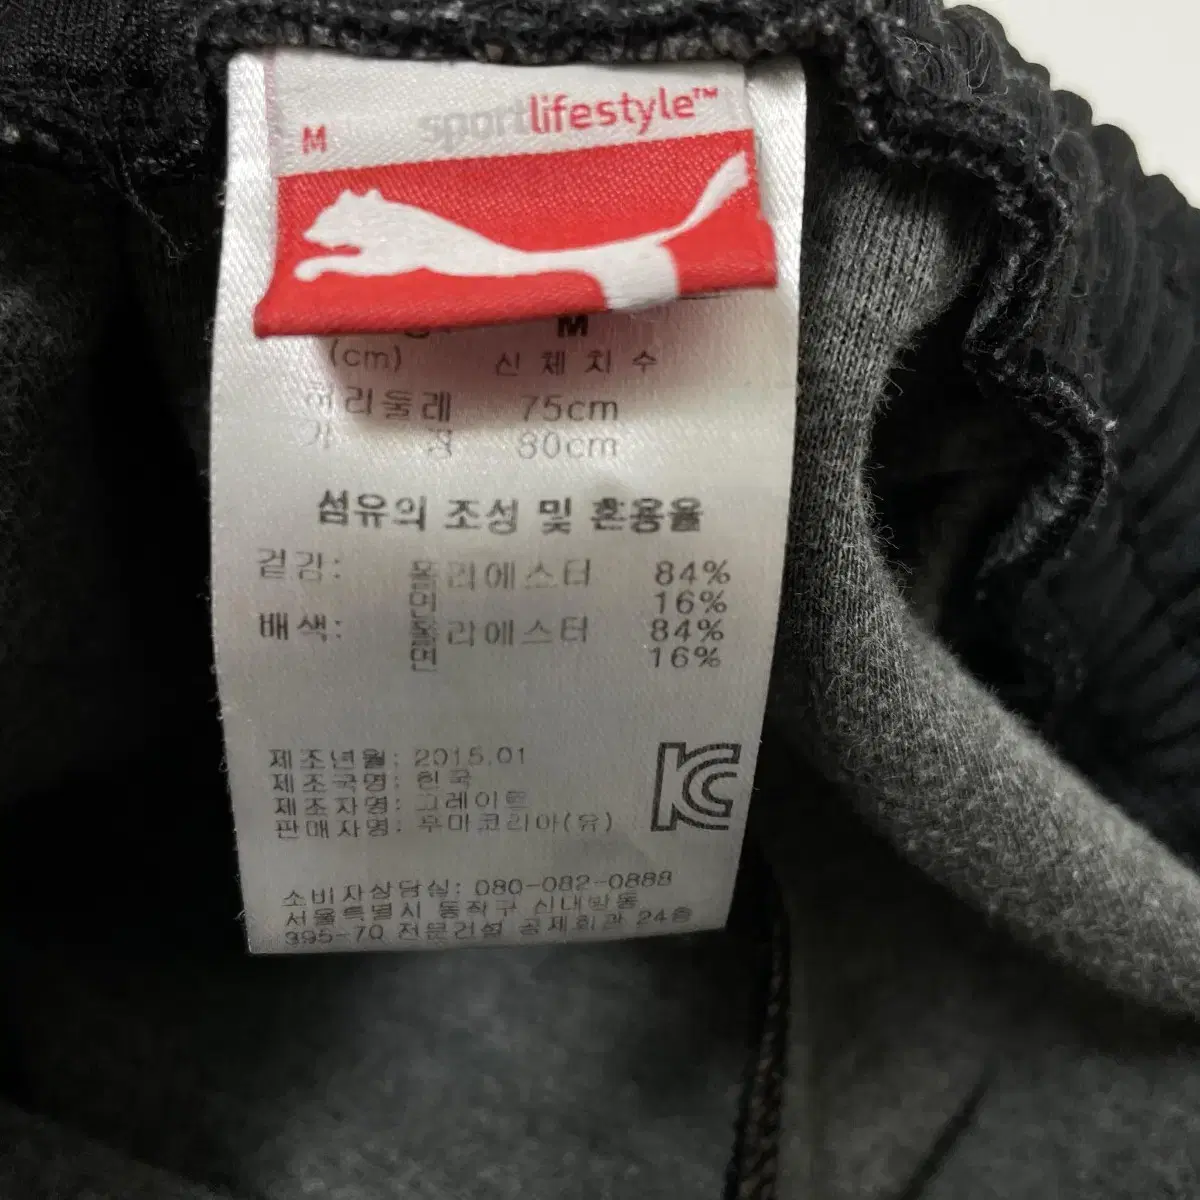 M sportlifestyle™
M
(cm) 신체치수
허리둘레 75cm
80cm
섬유의 조성 및 혼용율
겉감: 폴리에스터 84%
면 16%
배색: 폴리에스터 84%
면 16%
제조년월: 2015.01
제조국명: 한국
제조자명: 그레이트
판매자명: 푸마코리아(유)
KC
소비자상담실: 080-082-0888
서울특별시 동작구 신대방동
395-70 전문건설 공제회관 24층